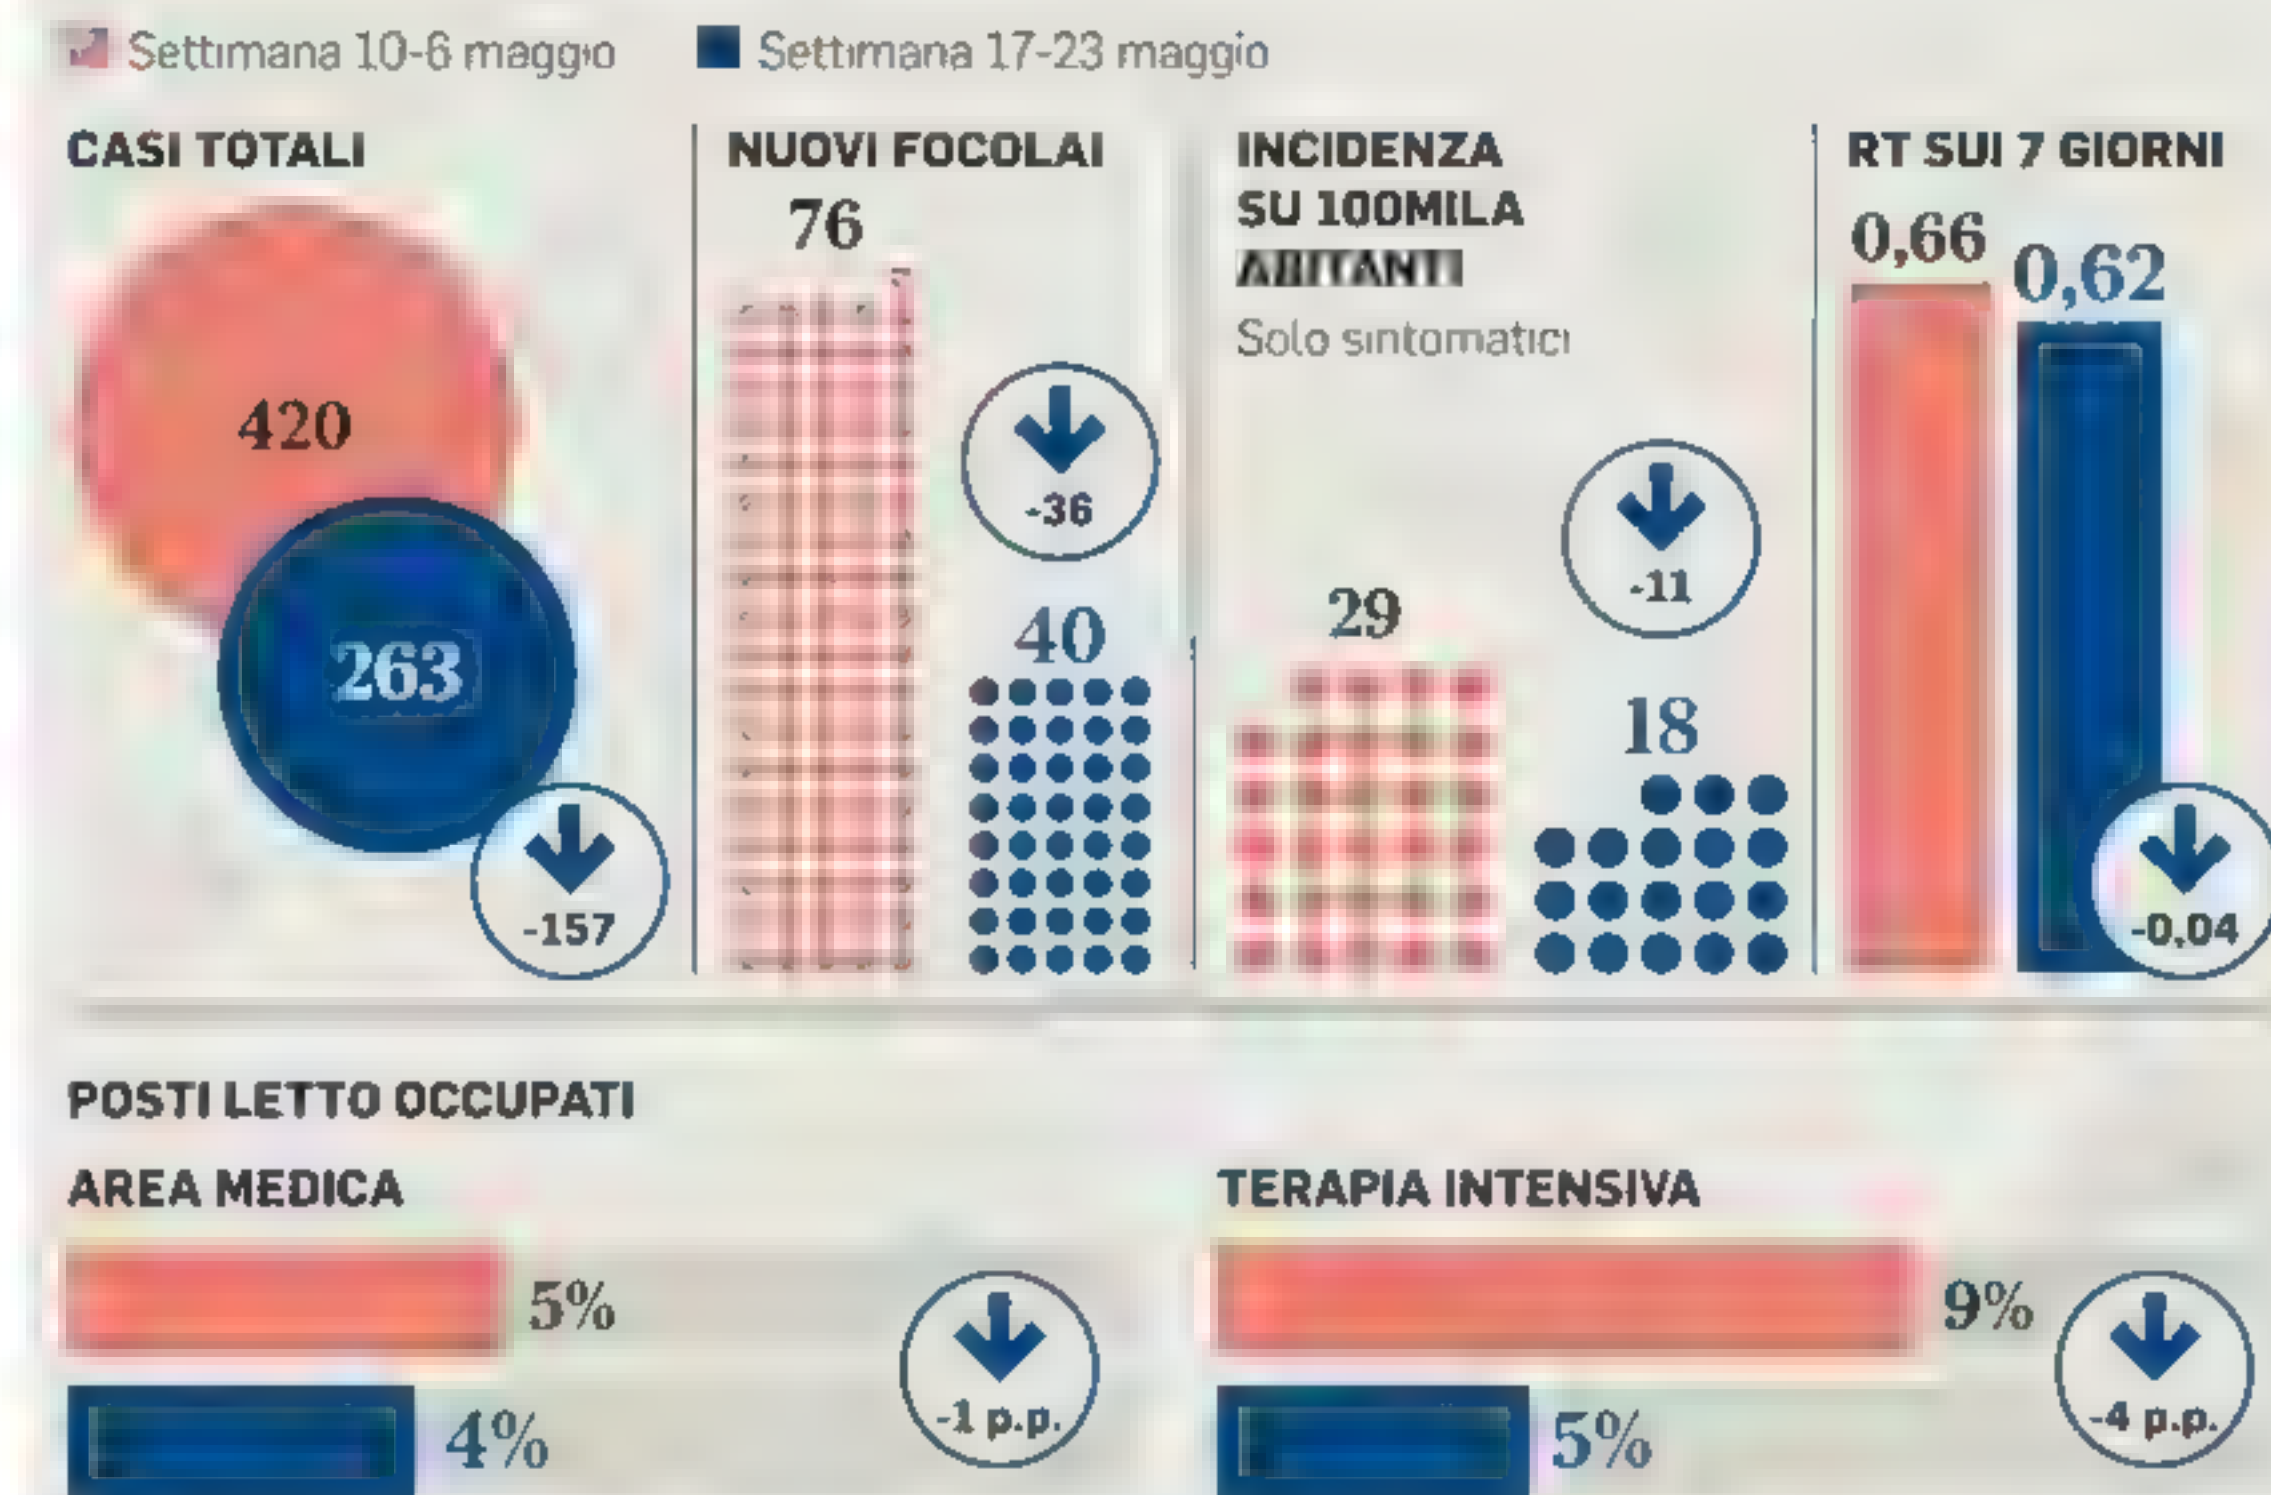 Settimana 10-6 maggio
Settimana 17-23 maggio
CASI TOTALI
420
263
-157
NUOVI FOCOLAI
76
-36
40
INCIDENZA
SU 100MILA
ABITANTI
Solo sintomatici
29
-11
18
RT SUI 7 GIORNI
0,66
0,62
-0,04
POSTI LETTO OCCUPATI
AREA MEDICA
5%
4%
-1 p.p.
TERAPIA INTENSIVA
9%
5%
-4 p.p.